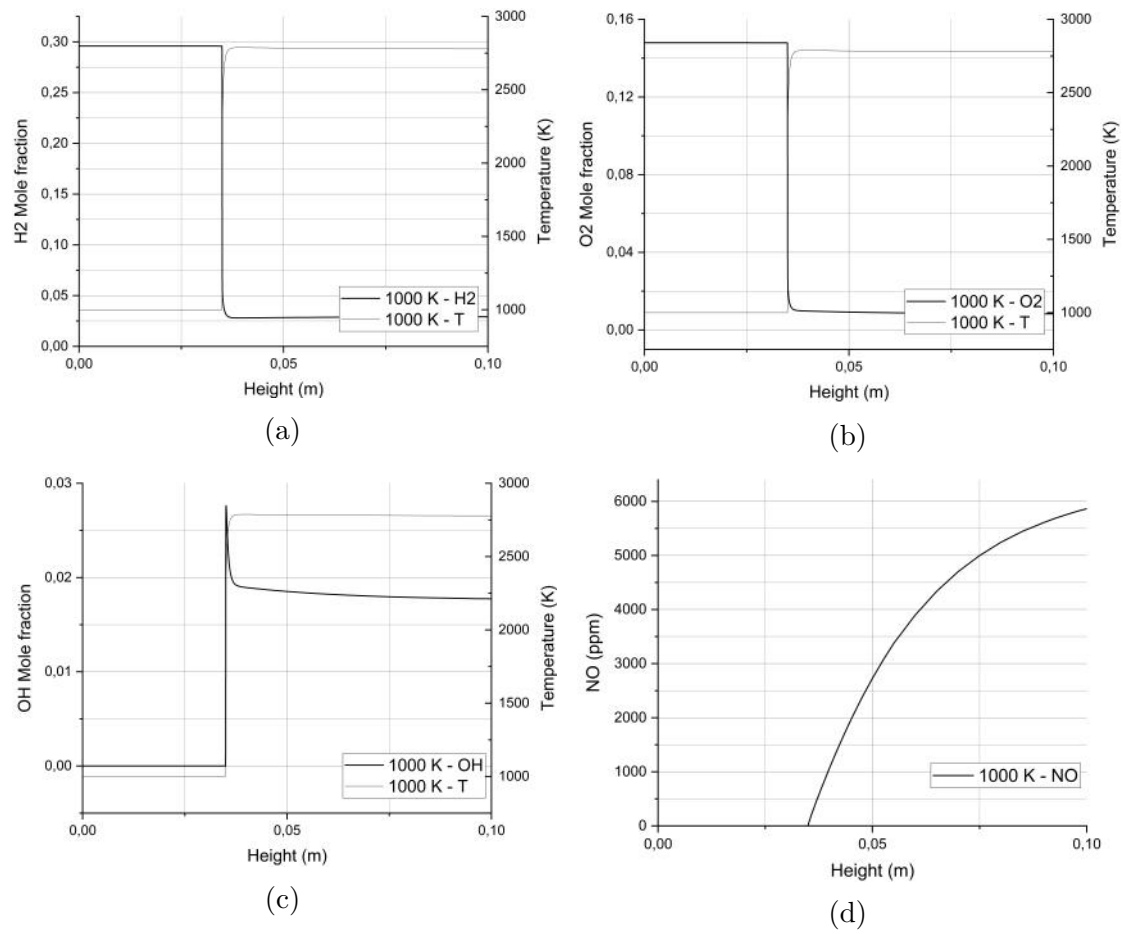 0,30
0,25
0,20
0,15
0,10
0,05
0,00
H2 Mole fraction
3000
2500
2000
1500
1000
Temperature (K)
1000 K - H2
1000 K - T
0,00 0,05 0,10
Height (m)
(a)
0,16
0,12
0,08
0,04
0,00
O2 Mole fraction
3000
2500
2000
1500
1000
Temperature (K)
1000 K - O2
1000 K - T
0,00 0,05 0,10
Height (m)
(b)
0,03
0,02
0,01
0,00
OH Mole fraction
3000
2500
2000
1500
1000
Temperature (K)
1000 K - OH
1000 K - T
0,00 0,05 0,10
Height (m)
(c)
6000
5000
4000
3000
2000
1000
0
NO (ppm)
1000 K - NO
0,00 0,05 0,10
Height (m)
(d)